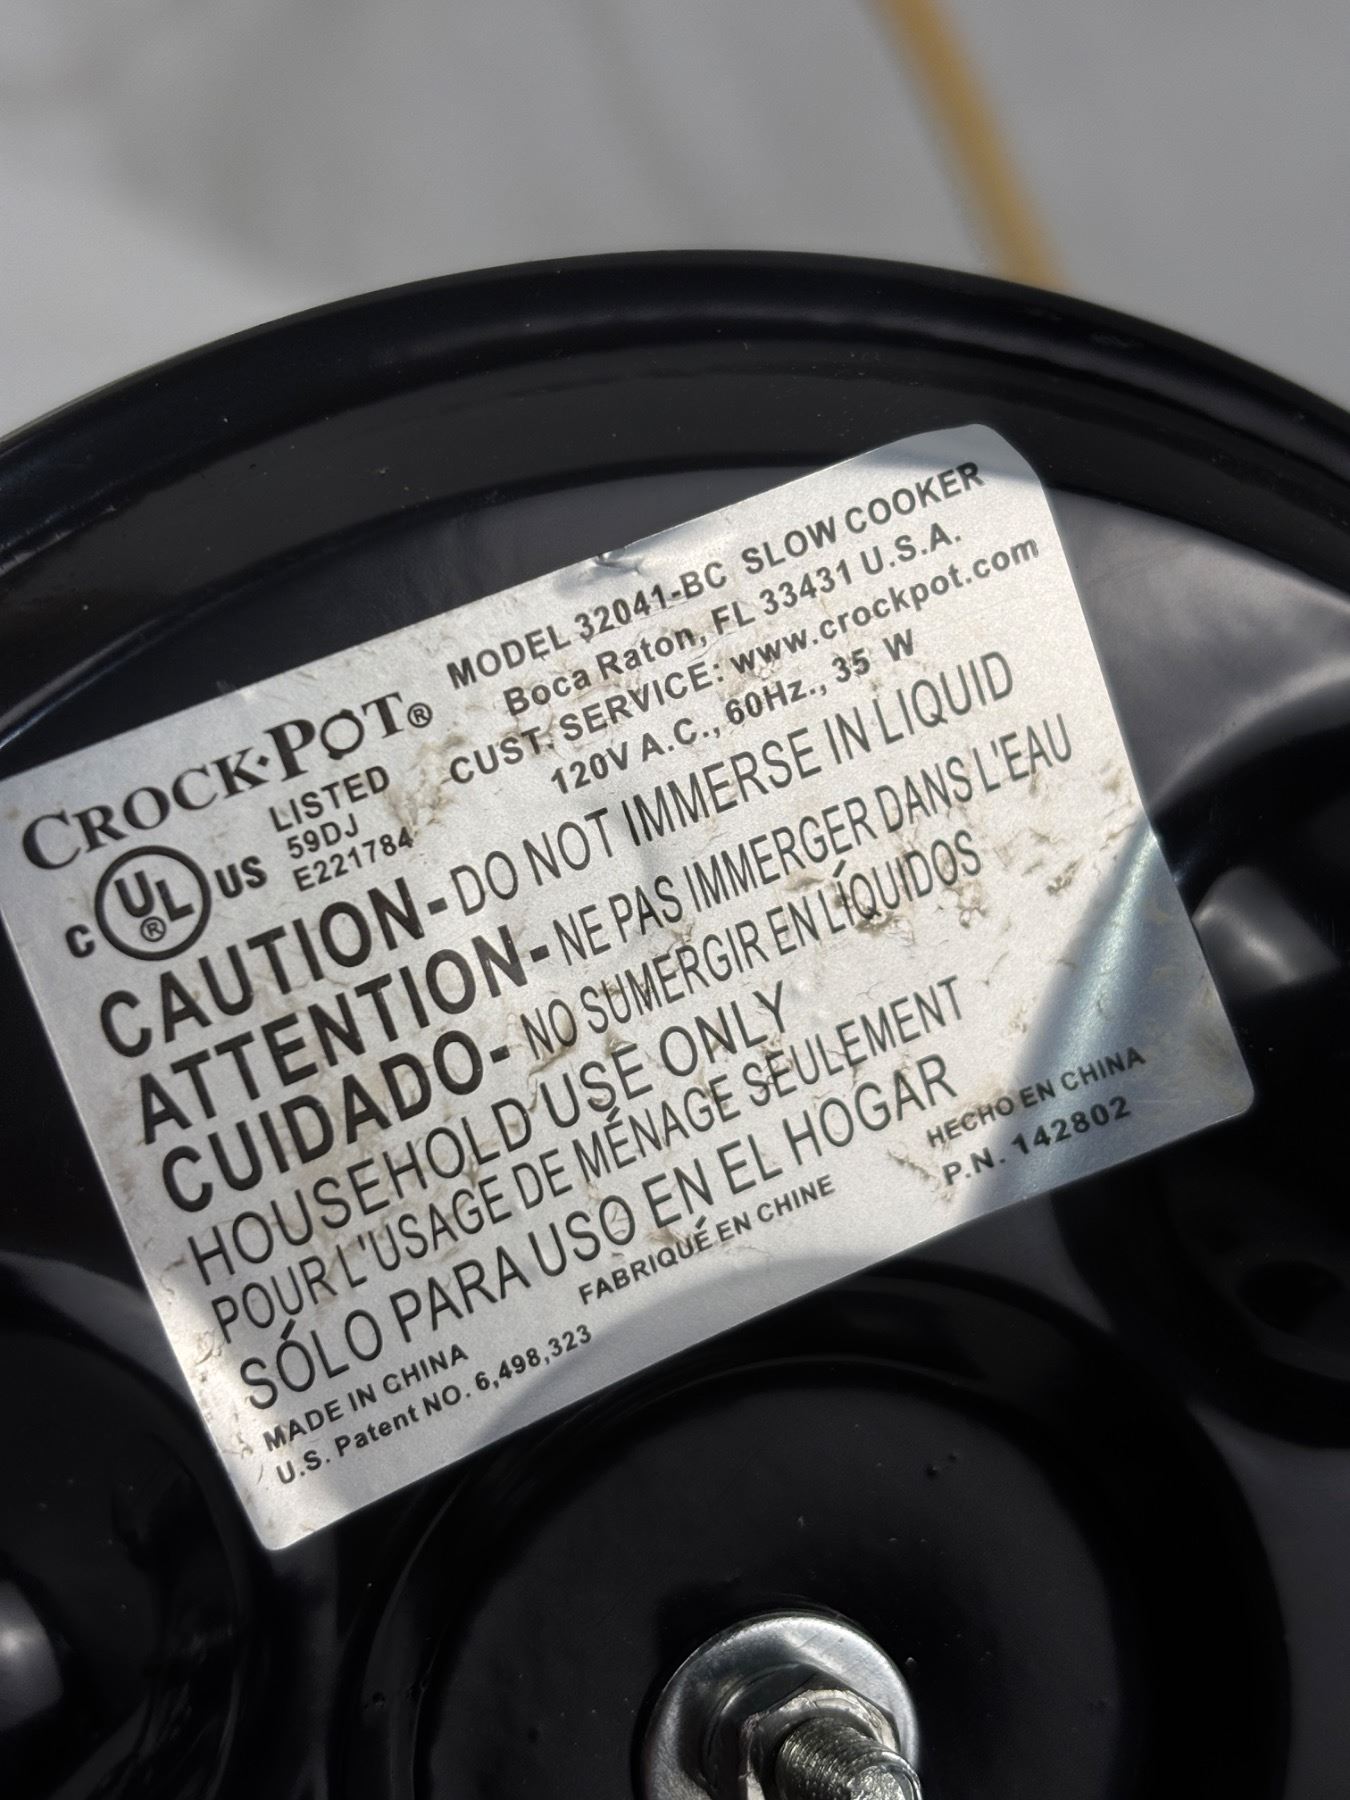 CROCK·POT®
MODEL 32041-BC SLOW COOKER
Boca Raton, FL 33431 U.S.A.
CUST. SERVICE: www.crockpot.com
120V A.C., 60Hz., 35 W
C UL® US
LISTED
59DJ
E221784
CAUTION- DO NOT IMMERSE IN LIQUID
ATTENTION- NE PAS IMMERGER DANS L'EAU
CUIDADO- NO SUMERGIR EN LÍQUIDOS
HOUSEHOLD USE ONLY
POUR L'USAGE DE MÉNAGE SEULEMENT
SÓLO PARA USO EN EL HOGAR
MADE IN CHINA FABRIQUÉ EN CHINE HECHO EN CHINA
U.S. Patent NO. 6,498,323 P.N. 142802